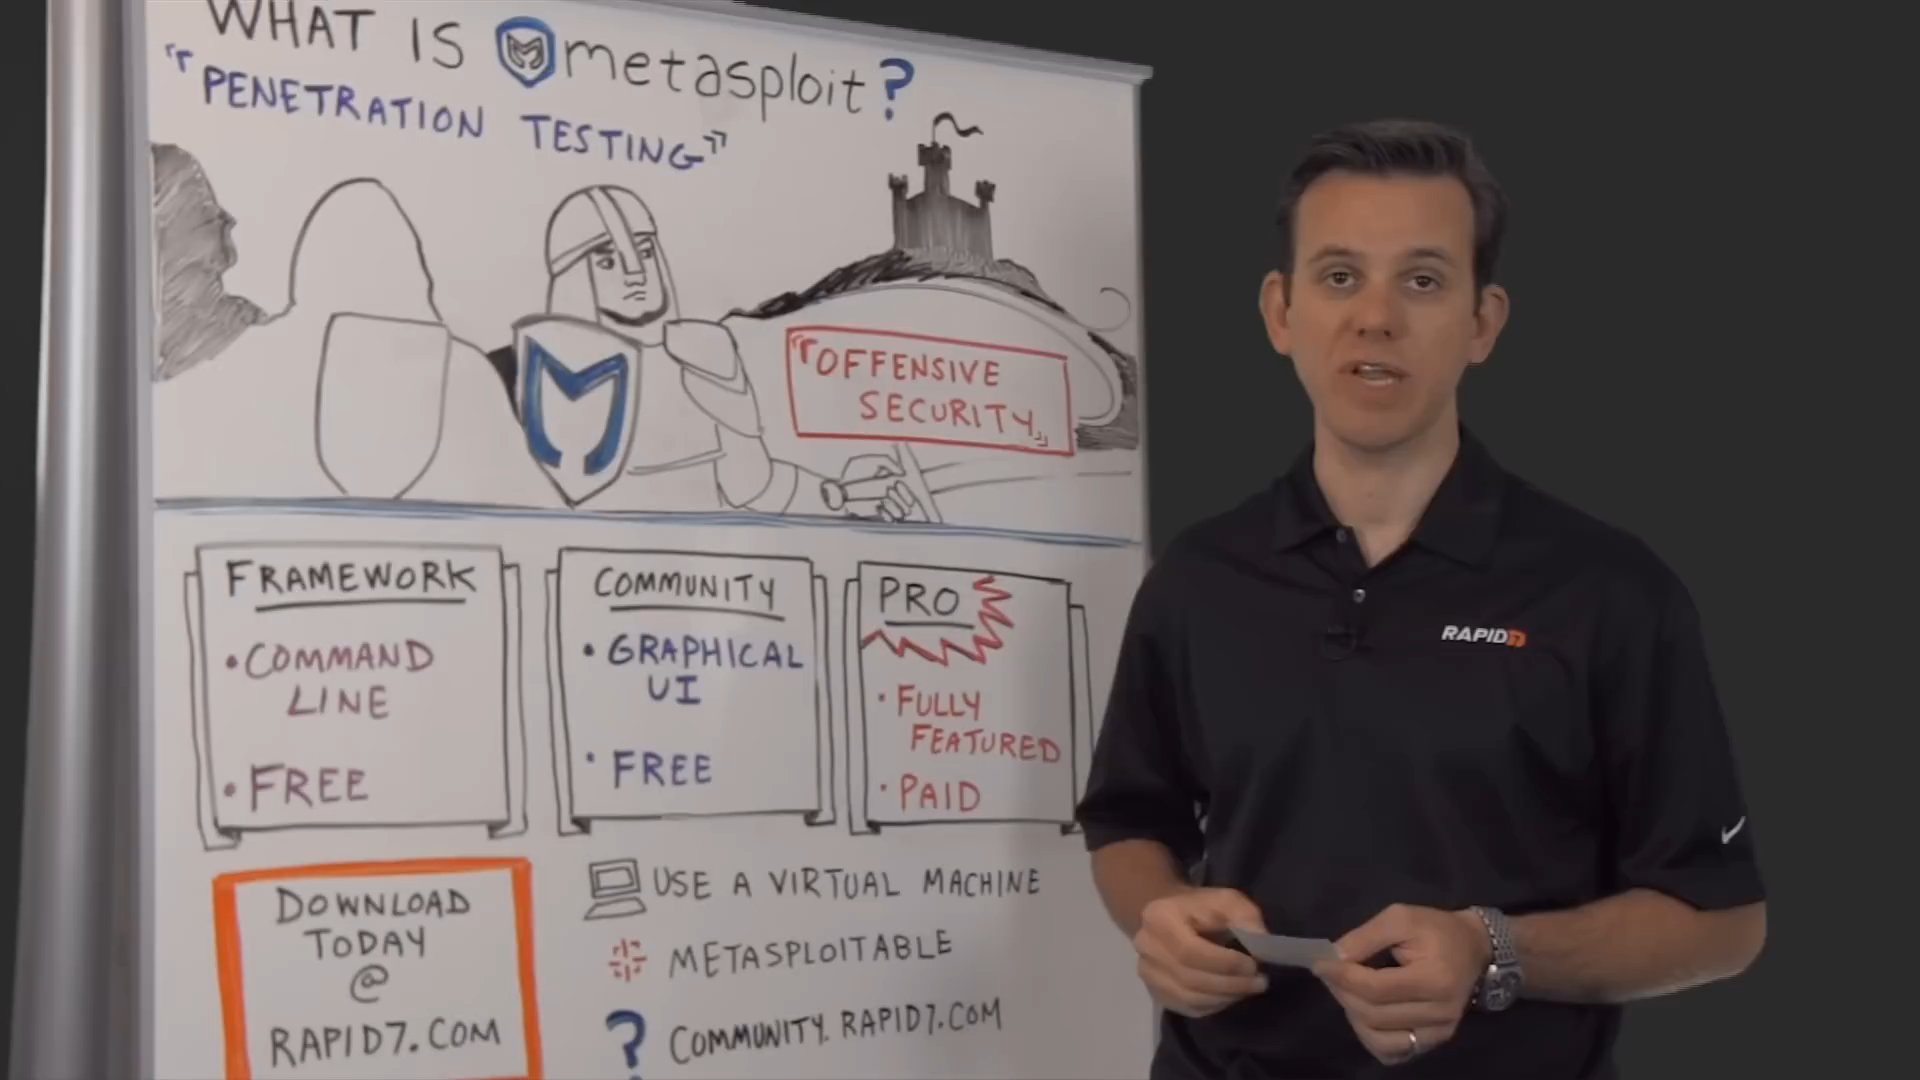 WHAT IS metasploit?
"PENETRATION TESTING"
"OFFENSIVE
SECURITY"
FRAMEWORK
• COMMAND
LINE
• FREE
COMMUNITY
• GRAPHICAL
UI
• FREE
PRO
• FULLY
FEATURED
• PAID
DOWNLOAD
TODAY
@
RAPID7.COM
USE A VIRTUAL MACHINE
METASPLOITABLE
? COMMUNITY.RAPID7.COM
RAPID7